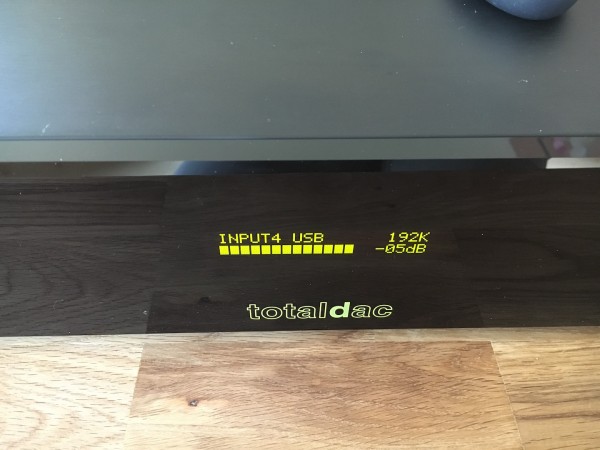 INPUT4 USB 192K
-05dB
totaldac